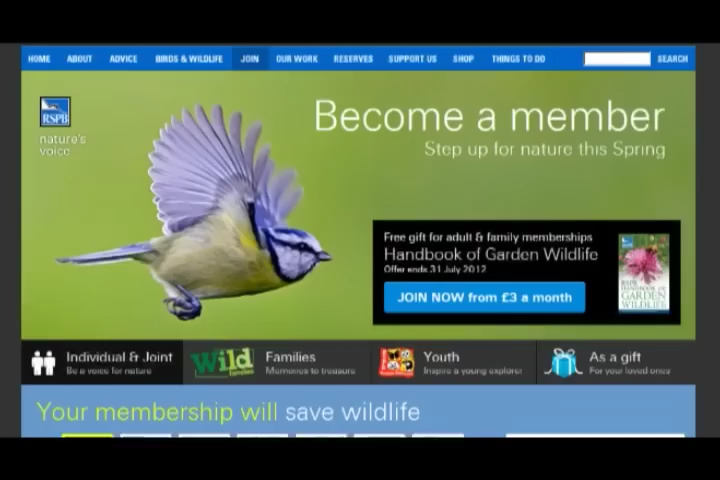 HOME ABOUT ADVICE BIRDS & WILDLIFE JOIN OUR WORK RESERVES SUPPORT US SHOP THINGS TO DO SEARCH
RSPB
nature's
voice
Become a member
Step up for nature this Spring
Free gift for adult & family memberships
Handbook of Garden Wildlife
Offer ends 31 July 2012
JOIN NOW from £3 a month
RSPB
HANDBOOK OF
GARDEN
WILDLIFE
Individual & Joint
Be a voice for nature
Wild
families
Families
Memories to treasure
Youth
Inspire a young explorer
As a gift
For your loved ones
Your membership will save wildlife